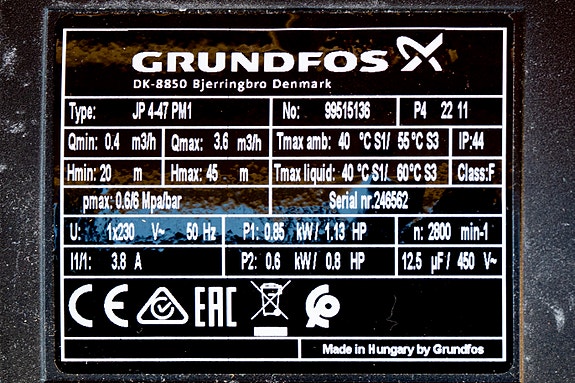 GRUNDFOS
DK-8850 Bjerringbro Denmark
Type: JP 4-47 PM1 No: 99515136 P4 22 11
Qmin: 0.4 m3/h Qmax: 3.6 m3/h Tmax amb: 40 °C S1/ 55°C S3 IP:44
Hmin: 20 m Hmax: 45 m Tmax liquid: 40 °C S1/ 60°C S3 Class:F
pmax: 0.6/6 Mpa/bar Serial nr.246562
U: 1x230 V~ 50 Hz P1: 0,85 kW / 1.13 HP n: 2800 min-1
I1/1: 3.8 A P2: 0.6 kW / 0.8 HP 12.5 µF / 450 V~
CE EAC
Made in Hungary by Grundfos